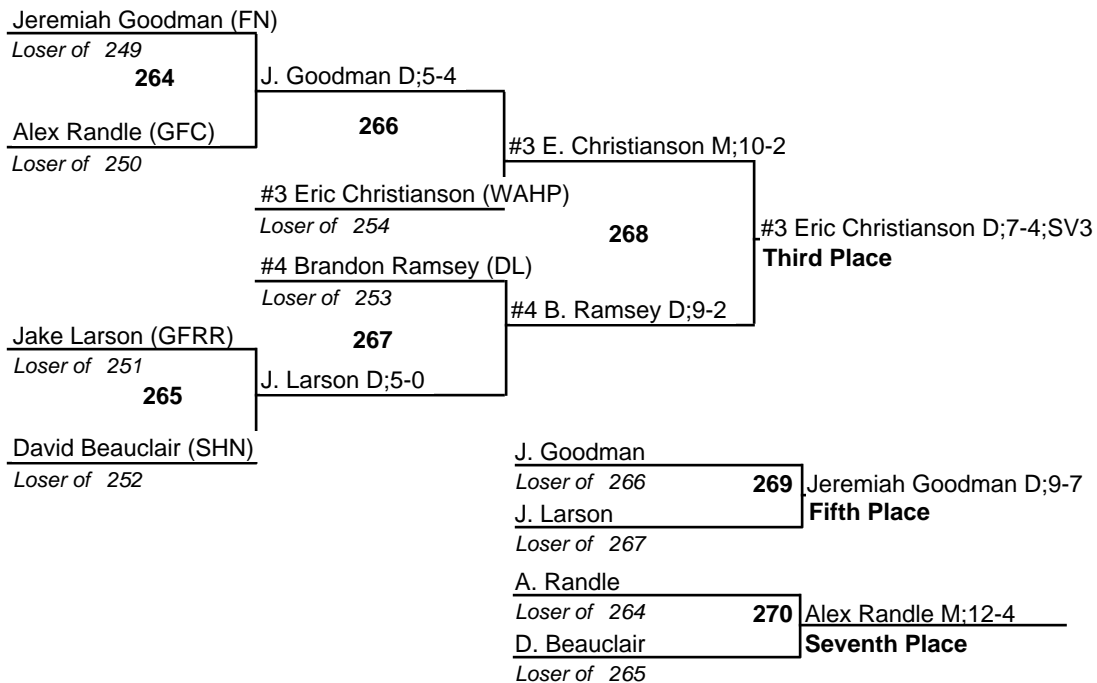 Jeremiah Goodman (FN)
Loser of 249
264
J. Goodman D;5-4
Alex Randle (GFC)
Loser of 250
266
#3 E. Christianson M;10-2
#3 Eric Christianson (WAHP)
Loser of 254
268
#3 Eric Christianson D;7-4;SV3
Third Place
#4 Brandon Ramsey (DL)
Loser of 253
#4 B. Ramsey D;9-2
Jake Larson (GFRR)
Loser of 251
267
265
J. Larson D;5-0
David Beauclair (SHN)
Loser of 252
J. Goodman
Loser of 266
269
Jeremiah Goodman D;9-7
Fifth Place
J. Larson
Loser of 267
A. Randle
Loser of 264
270
Alex Randle M;12-4
Seventh Place
D. Beauclair
Loser of 265